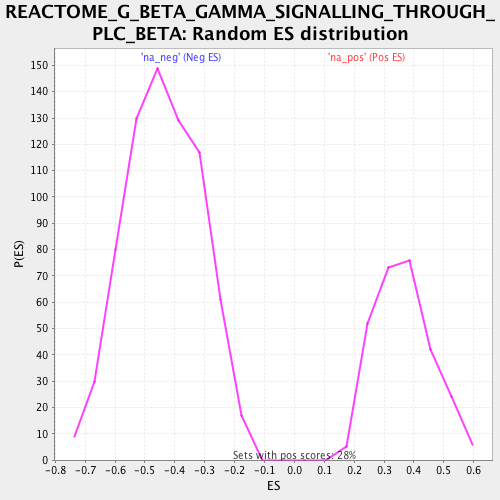 REACTOME_G_BETA_GAMMA_SIGNALLING_THROUGH_
PLC_BETA: Random ES distribution
'na_neg' (Neg ES) 'na_pos' (Pos ES)
150
140
130
120
110
100
90
80
70
60
50
40
30
20
10
0
P(ES)
Sets with pos scores: 28%
-0.8 -0.7 -0.6 -0.5 -0.4 -0.3 -0.2 -0.1 0.0 0.1 0.2 0.3 0.4 0.5 0.6
ES